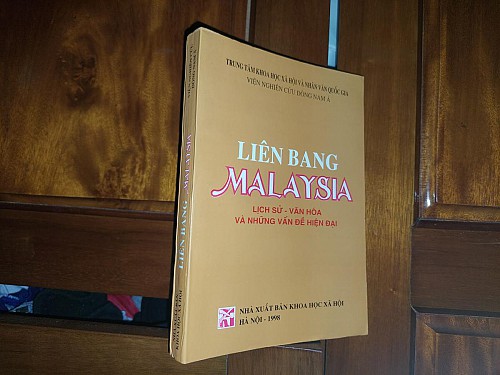 TRUNG TÂM KHOA HỌC XÃ HỘI VÀ NHÂN VĂN QUỐC GIA
VIỆN NGHIÊN CỨU ĐÔNG NAM Á
LIÊN BANG
MALAYSIA
LỊCH SỬ - VĂN HÓA
VÀ NHỮNG VẤN ĐỀ HIỆN ĐẠI
NHÀ XUẤT BẢN KHOA HỌC XÃ HỘI
HÀ NỘI - 1998
LIÊN BANG MALAYSIA